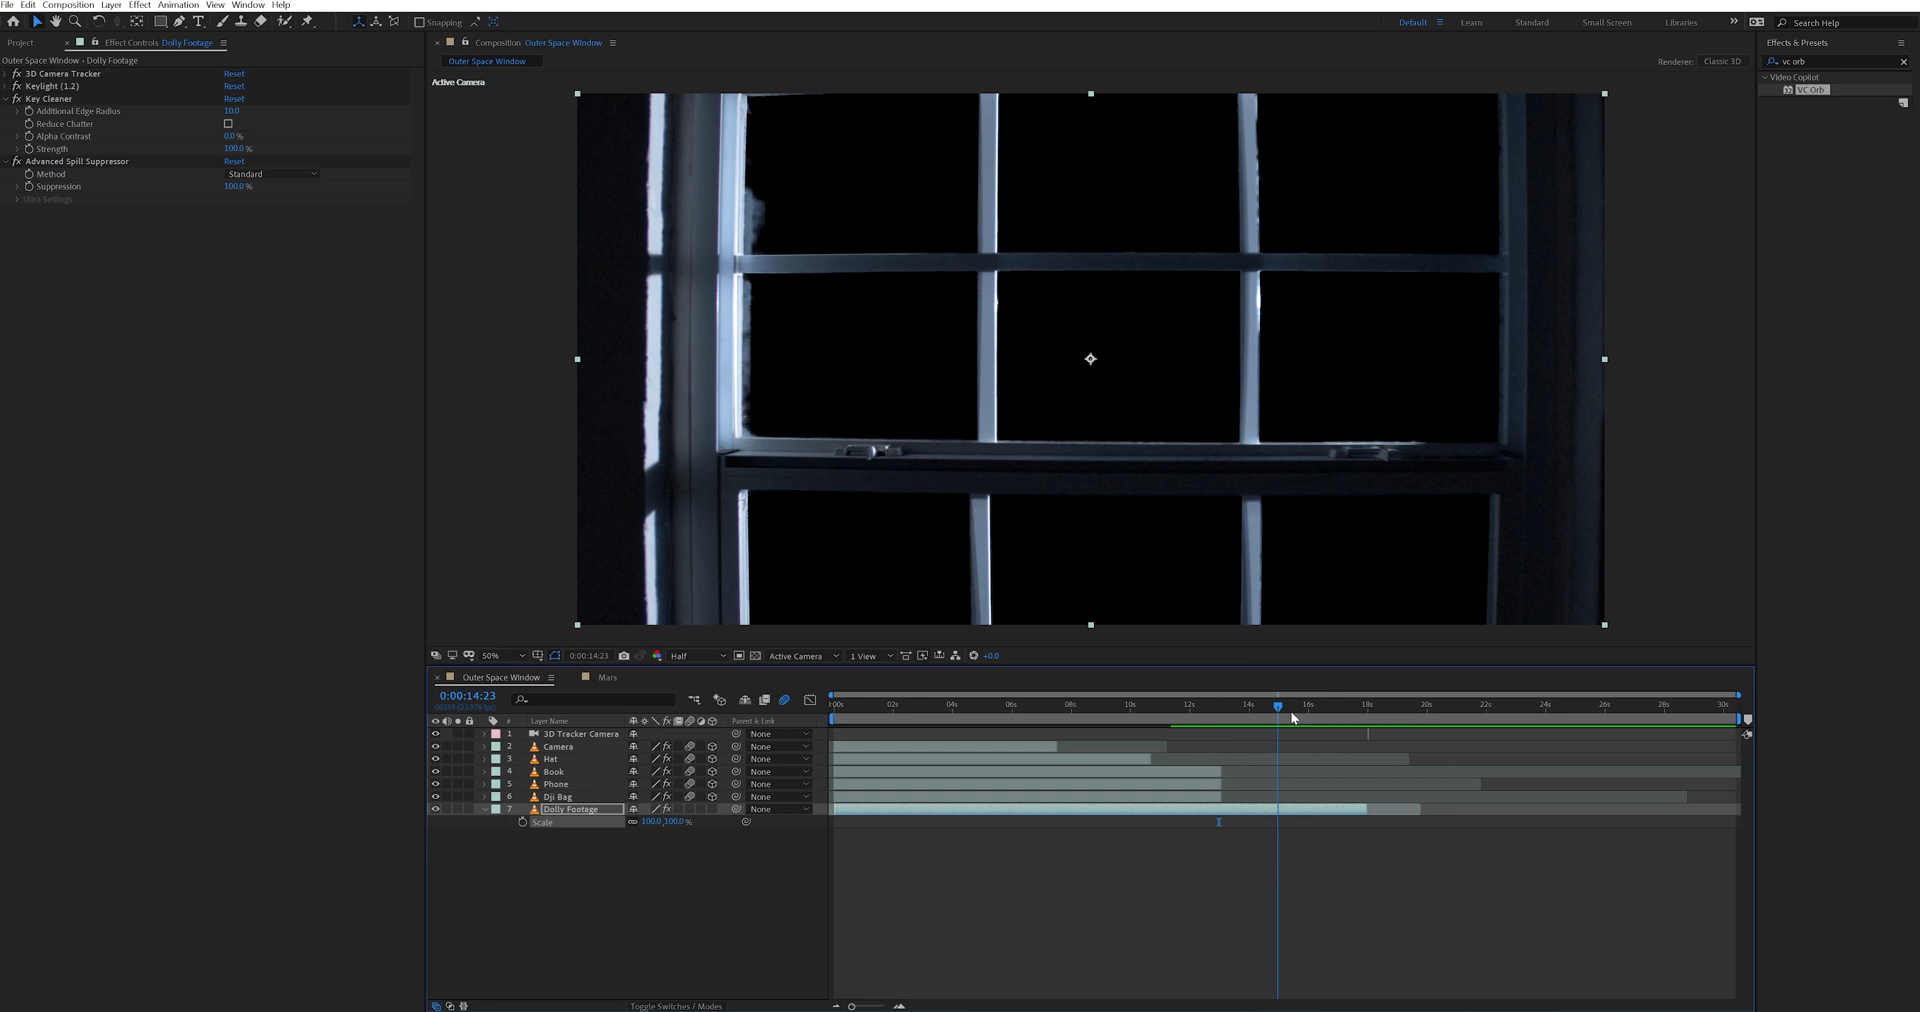 File Edit Composition Layer Effect Animation View Window Help
Snapping
Default Learn Standard Small Screen Libraries Search Help
Project Effect Controls Dolly Footage
Composition Outer Space Window
Effects & Presets
Outer Space Window • Dolly Footage
Outer Space Window
Renderer: Classic 3D
vc orb
3D Camera Tracker Reset
Video Copilot
Keylight (1.2) Reset
Active Camera
VC Orb
Key Cleaner Reset
Additional Edge Radius 10.0
Reduce Chatter
Alpha Contrast 0.0 %
Strength 100.0 %
Advanced Spill Suppressor Reset
Method Standard
Suppression 100.0 %
Ultra Settings
50% 0:00:14:23 Half Active Camera 1 View +0.0
Outer Space Window Mars
0:00:14:23
00359 (23.976 fps)
:00s 02s 04s 06s 08s 10s 12s 14s 16s 18s 20s 22s 24s 26s 28s 30s
# Layer Name Parent & Link
1 3D Tracker Camera None
2 Camera None
3 Hat None
4 Book None
5 Phone None
6 Dji Bag None
7 Dolly Footage None
Scale 100.0,100.0 %
Toggle Switches / Modes